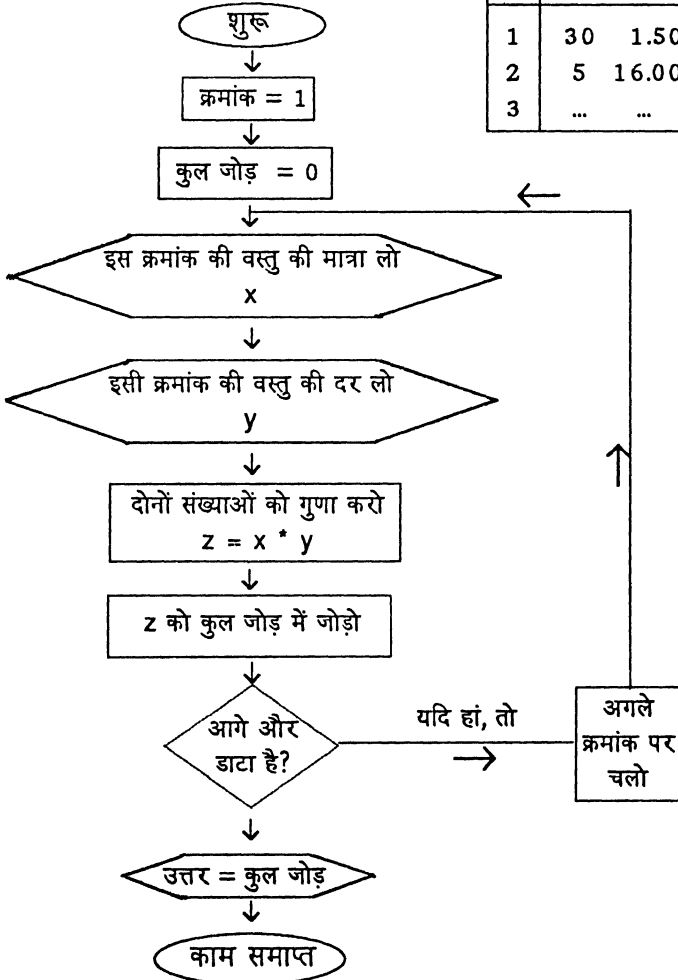 शुरू
1 30 1.50
2 5 16.00
3 ... ...
क्रमांक = 1
कुल जोड़ = 0
इस क्रमांक की वस्तु की मात्रा लो
x
इसी क्रमांक की वस्तु की दर लो
y
दोनों संख्याओं को गुणा करो
z = x * y
z को कुल जोड़ में जोड़ो
आगे और
डाटा है?
यदि हां, तो
अगले
क्रमांक पर
चलो
उत्तर = कुल जोड़
काम समाप्त